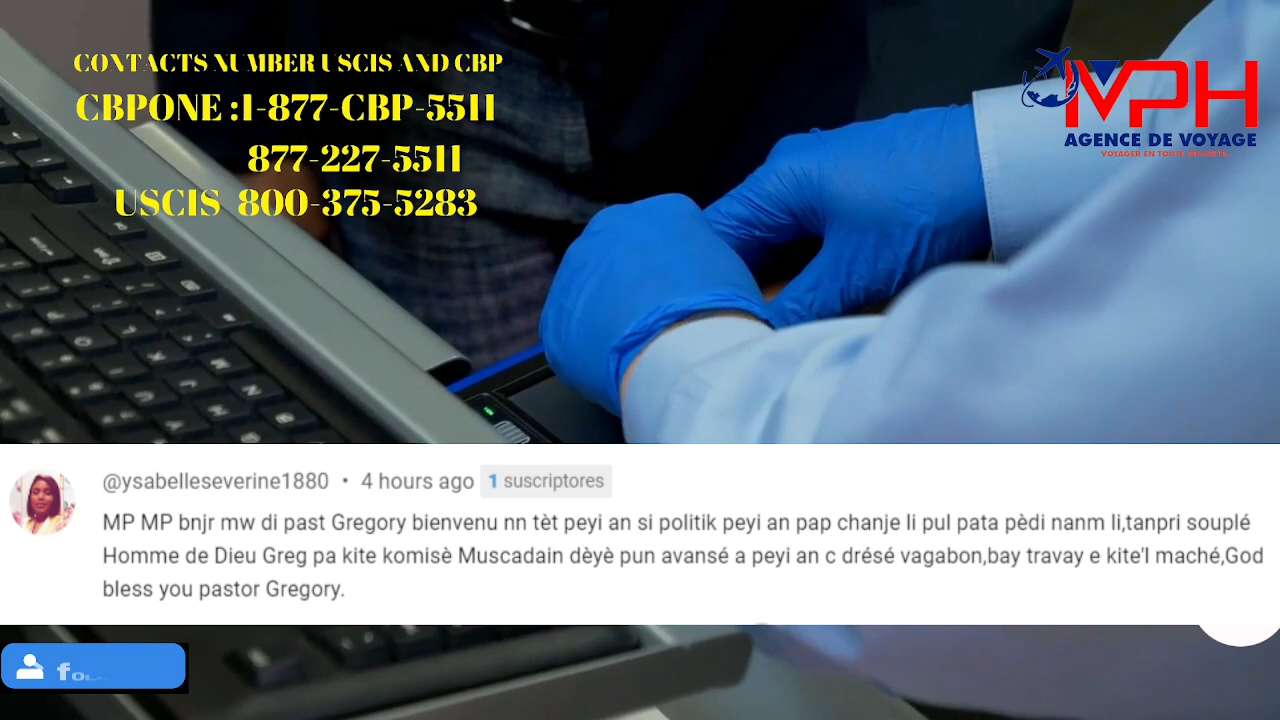 CONTACTS NUMBER USCIS AND CBP
CBPONE :1-877-CBP-5511
877-227-5511
USCIS 800-375-5283
MPH
AGENCE DE VOYAGE
VOYAGER EN TOUTE SECURITE
@ysabelleseverine1880 • 4 hours ago 1 suscriptores
MP MP bnjr mw di past Gregory bienvenu nn tèt peyi an si politik peyi an pap chanje li pul pata pèdi nanm li,tanpri souplé
Homme de Dieu Greg pa kite komisè Muscadain dèyè pun avansé a peyi an c drésé vagabon,bay travay e kite'l maché,God
bless you pastor Gregory.